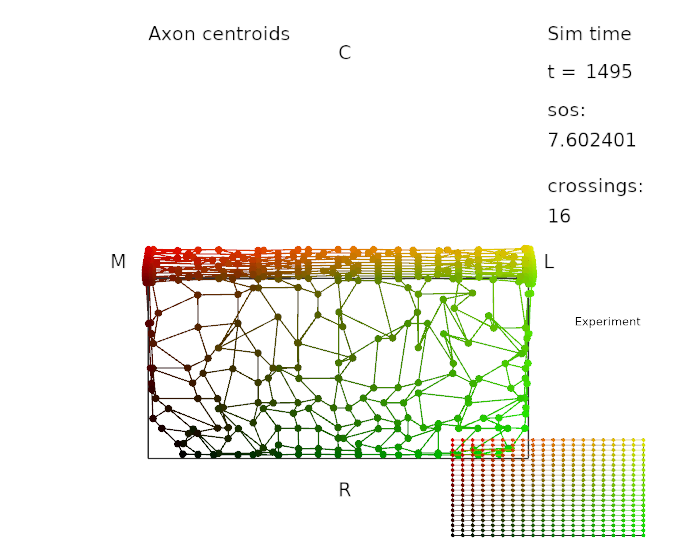 Axon centroids
C
Sim time
t = 1495
sos:
7.602401
crossings:
16
M
L
Experiment
R